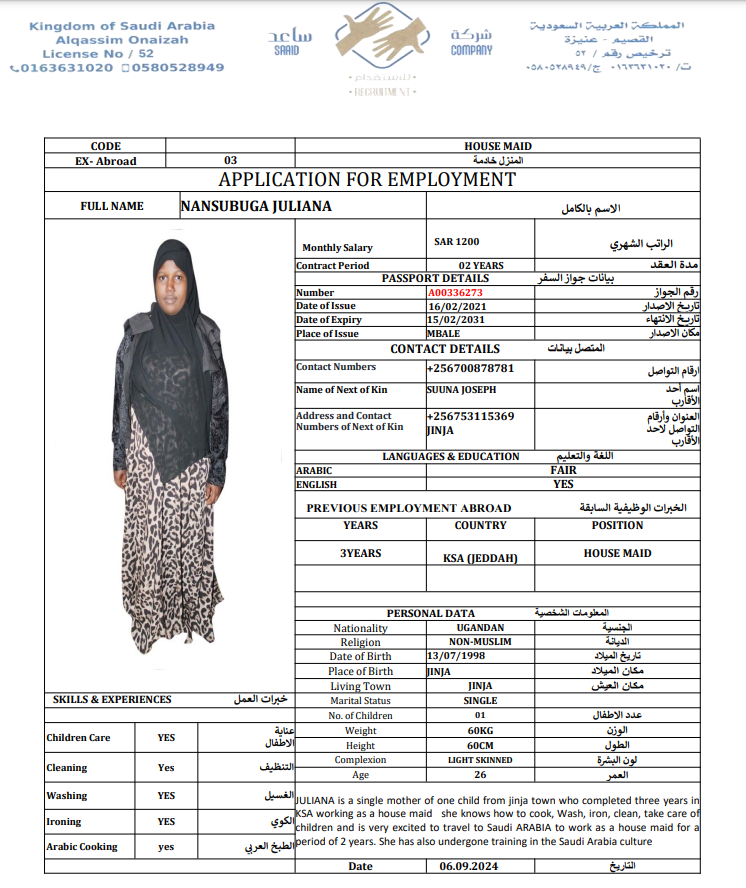 Kingdom of Saudi Arabia
Alqassim Onaizah
License No / 52
0163631020 0580528949
ساعد
SAAID
شركة
COMPANY
• للاستقدام •
• RECRUITMENT •
المملكة العربية السعودية
القصيم - عنيزة
ترخيص رقم / ٥٢
ت/ ٠١٦٣٦٣١٠٢٠ ج/ ٠٥٨٠٥٢٨٩٤٩
CODE HOUSE MAID
EX- Abroad 03 المنزل خادمة
APPLICATION FOR EMPLOYMENT
FULL NAME NANSUBUGA JULIANA الاسم بالكامل
Monthly Salary SAR 1200 الراتب الشهري
Contract Period 02 YEARS مدة العقد
PASSPORT DETAILS بيانات جواز السفر
Number A00336273 رقم الجواز
Date of Issue 16/02/2021 تاريخ الاصدار
Date of Expiry 15/02/2031 تاريخ الانتهاء
Place of Issue MBALE مكان الاصدار
CONTACT DETAILS المتصل بيانات
Contact Numbers +256700878781 ارقام التواصل
Name of Next of Kin SUUNA JOSEPH اسم أحد
الأقارب
Address and Contact +256753115369 العنوان وأرقام
Numbers of Next of Kin JINJA التواصل لاحد
الأقارب
LANGUAGES & EDUCATION اللغة والتعليم
ARABIC FAIR
ENGLISH YES
PREVIOUS EMPLOYMENT ABROAD الخبرات الوظيفية السابقة
YEARS COUNTRY POSITION
3YEARS KSA (JEDDAH) HOUSE MAID
PERSONAL DATA المعلومات الشخصية
Nationality UGANDAN الجنسية
Religion NON-MUSLIM الديانة
Date of Birth 13/07/1998 تاريخ الميلاد
Place of Birth JINJA مكان الميلاد
Living Town JINJA مكان العيش
Marital Status SINGLE
No. of Children 01 عدد الاطفال
Weight 60KG الوزن
Height 60CM الطول
Complexion LIGHT SKINNED لون البشرة
Age 26 العمر
SKILLS & EXPERIENCES خبرات العمل
Children Care YES عناية
الاطفال
Cleaning Yes التنظيف
Washing YES الغسيل
Ironing YES الكوي
Arabic Cooking yes الطبخ العربي
JULIANA is a single mother of one child from jinja town who completed three years in
KSA working as a house maid she knows how to cook, Wash, iron, clean, take care of
children and is very excited to travel to Saudi ARABIA to work as a house maid for a
period of 2 years. She has also undergone training in the Saudi Arabia culture
Date 06.09.2024 التاريخ